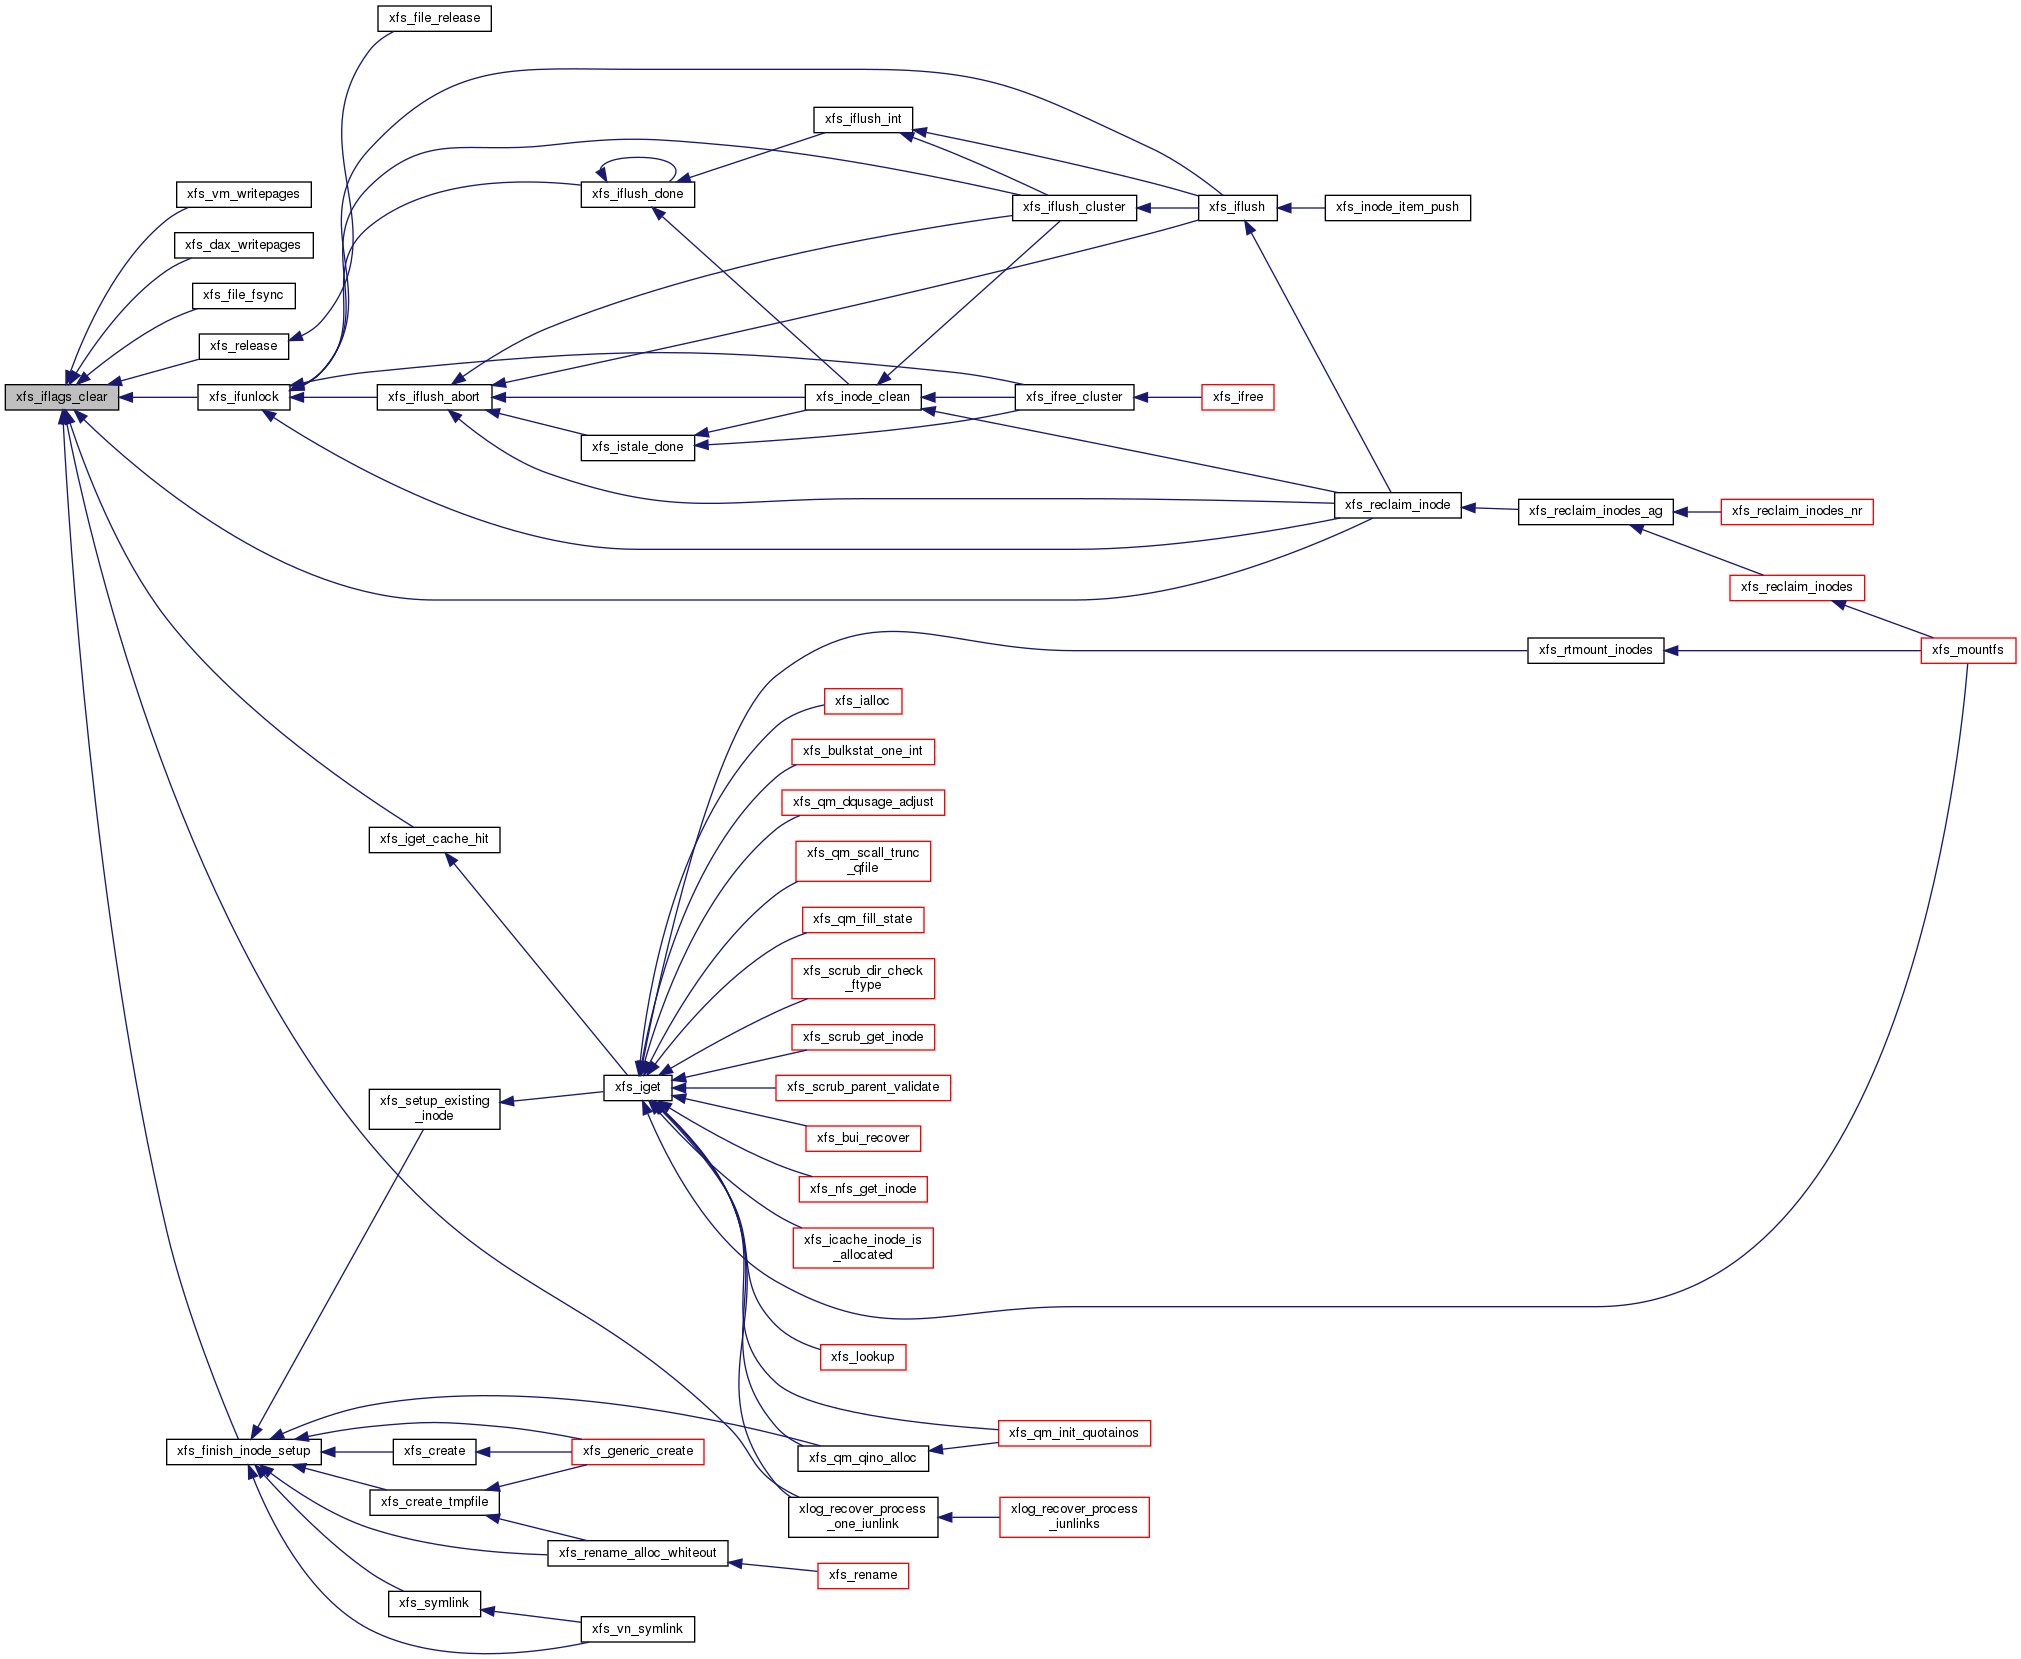 xfs_file_release
xfs_iflush_int
xfs_vm_writepages
xfs_iflush_done
xfs_iflush_cluster
xfs_iflush
xfs_inode_item_push
xfs_dax_writepages
xfs_file_fsync
xfs_release
xfs_iflags_clear
xfs_ifunlock
xfs_iflush_abort
xfs_inode_clean
xfs_ifree_cluster
xfs_ifree
xfs_istale_done
xfs_reclaim_inode
xfs_reclaim_inodes_ag
xfs_reclaim_inodes_nr
xfs_reclaim_inodes
xfs_rtmount_inodes
xfs_mountfs
xfs_ialloc
xfs_bulkstat_one_int
xfs_qm_dqusage_adjust
xfs_iget_cache_hit
xfs_qm_scall_trunc
_qfile
xfs_qm_fill_state
xfs_scrub_dir_check
_ftype
xfs_scrub_get_inode
xfs_iget
xfs_scrub_parent_validate
xfs_setup_existing
_inode
xfs_bui_recover
xfs_nfs_get_inode
xfs_icache_inode_is
_allocated
xfs_lookup
xfs_qm_init_quotainos
xfs_finish_inode_setup
xfs_create
xfs_generic_create
xfs_qm_qino_alloc
xfs_create_tmpfile
xlog_recover_process
_one_iunlink
xlog_recover_process
_iunlinks
xfs_rename_alloc_whiteout
xfs_rename
xfs_symlink
xfs_vn_symlink